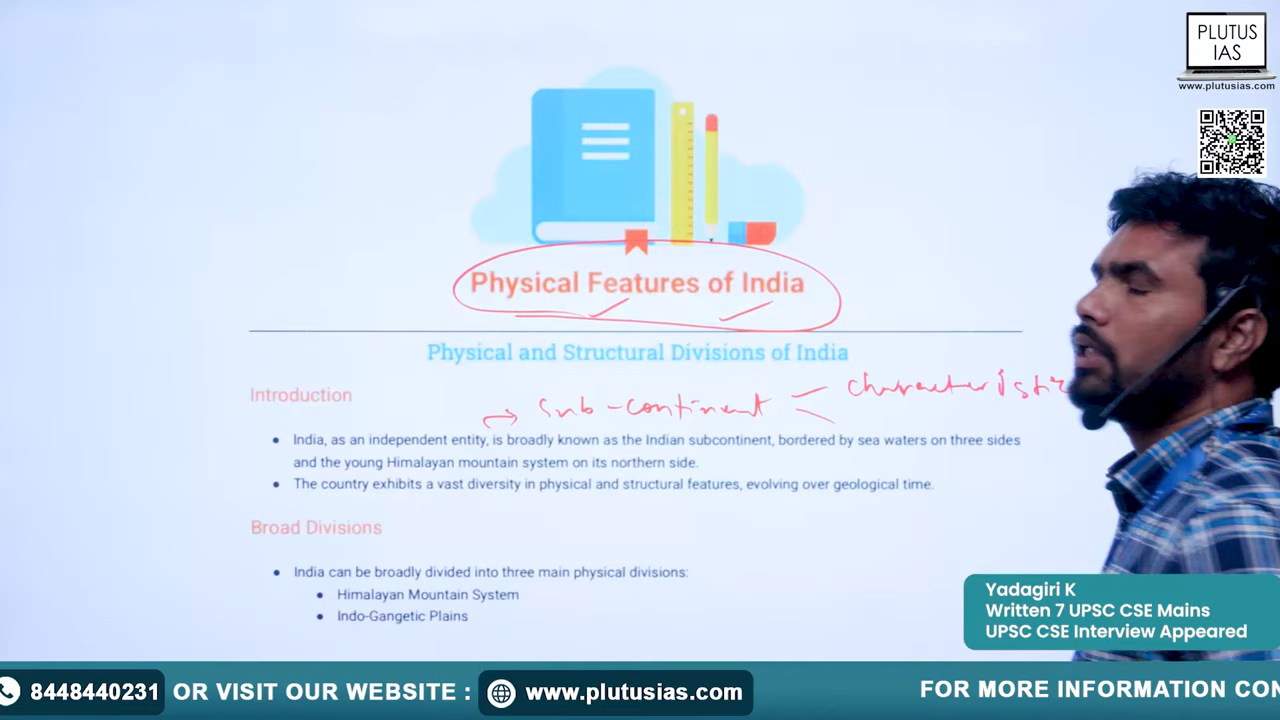 PLUTUS
IAS
www.plutusias.com
Physical Features of India
Physical and Structural Divisions of India
Introduction
Sub-continent
characteristic
India, as an independent entity, is broadly known as the Indian subcontinent, bordered by sea waters on three sides
and the young Himalayan mountain system on its northern side.
The country exhibits a vast diversity in physical and structural features, evolving over geological time.
Broad Divisions
India can be broadly divided into three main physical divisions:
Himalayan Mountain System
Indo-Gangetic Plains
Yadagiri K
Written 7 UPSC CSE Mains
UPSC CSE Interview Appeared
8448440231 OR VISIT OUR WEBSITE : www.plutusias.com FOR MORE INFORMATION CON